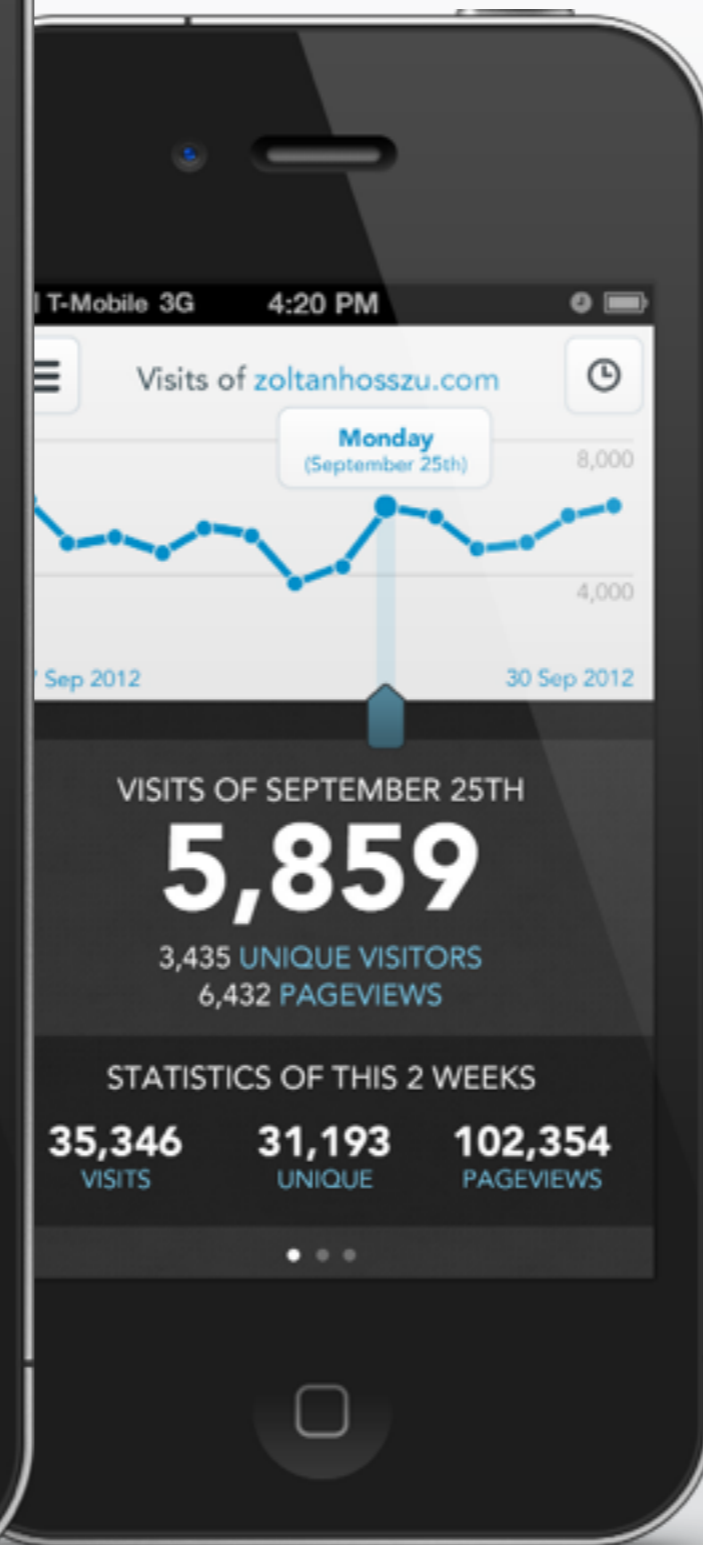 T-Mobile 3G 4:20 PM
Visits of zoltanhosszu.com
Monday
(September 25th)
8,000
4,000
Sep 2012 30 Sep 2012
VISITS OF SEPTEMBER 25TH
5,859
3,435 UNIQUE VISITORS
6,432 PAGEVIEWS
STATISTICS OF THIS 2 WEEKS
35,346 31,193 102,354
VISITS UNIQUE PAGEVIEWS